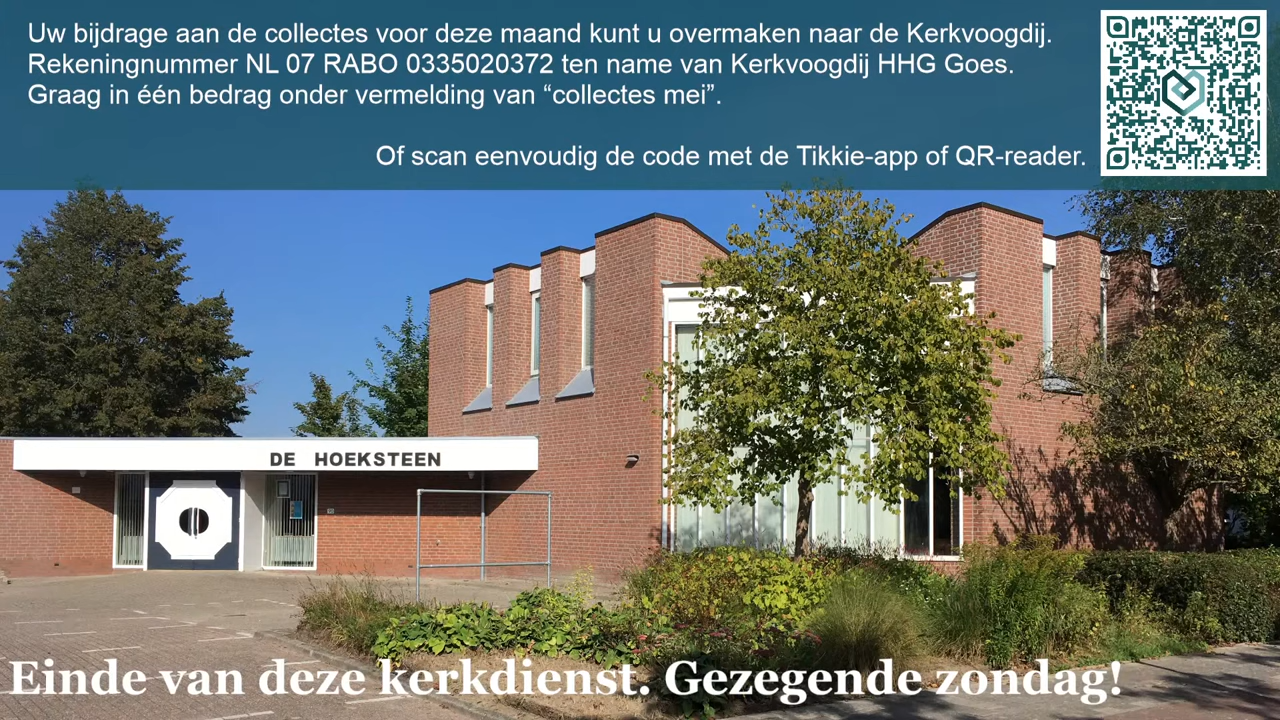 Uw bijdrage aan de collectes voor deze maand kunt u overmaken naar de Kerkvoogdij.
Rekeningnummer NL 07 RABO 0335020372 ten name van Kerkvoogdij HHG Goes.
Graag in één bedrag onder vermelding van “collectes mei”.
Of scan eenvoudig de code met de Tikkie-app of QR-reader.
DE HOEKSTEEN
Einde van deze kerkdienst. Gezegende zondag!